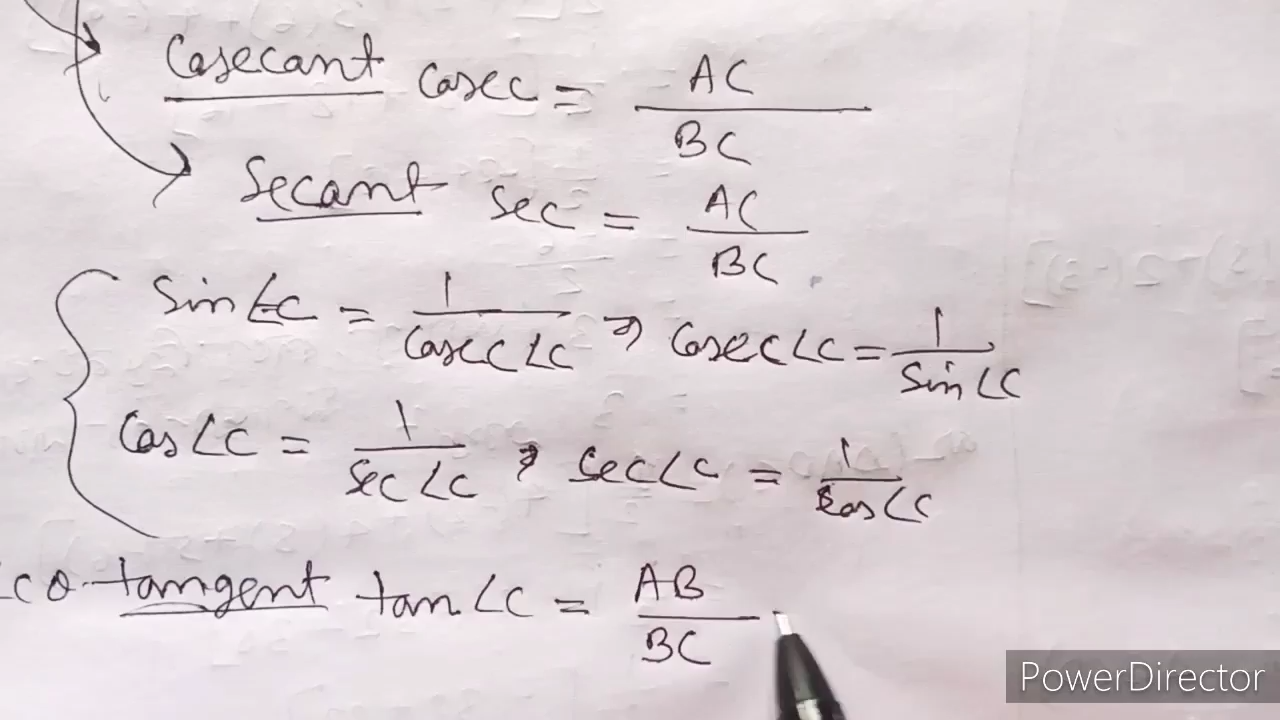 Cosecant cosec = AC / BC
Secant sec = AC / BC
Sin∠C = 1 / Cosec∠C ⇒ Cosec∠C = 1 / Sin∠C
Cos∠C = 1 / Sec∠C , Sec∠C = 1 / Cos∠C
co-tangent tan∠C = AB / BC
PowerDirector